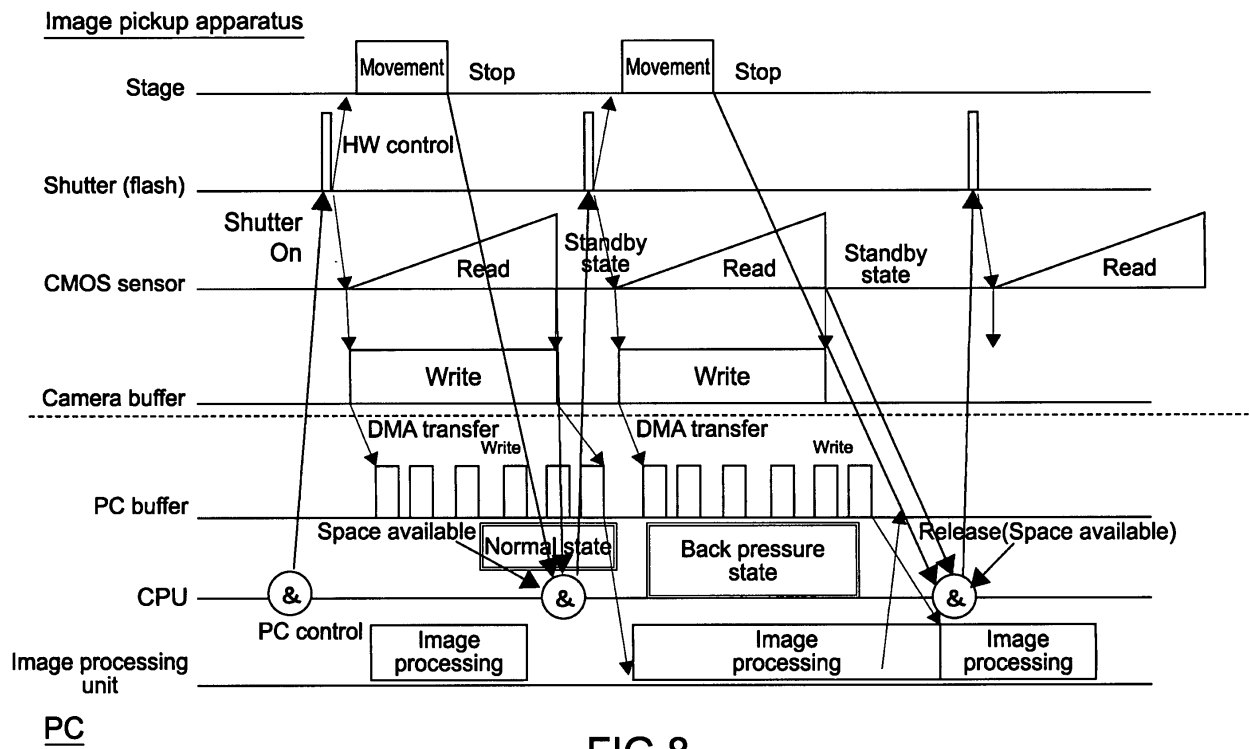 Image pickup apparatus
Stage
Movement
Stop
Movement
Stop
HW control
Shutter (flash)
Shutter
On
CMOS sensor
Read
Standby
state
Read
Standby
state
Read
Camera buffer
Write
Write
DMA transfer
Write
DMA transfer
Write
PC buffer
Space available
Normal state
Back pressure
state
Release(Space available)
CPU
&
&
&
PC control
Image processing
unit
Image
processing
Image
processing
Image
processing
PC
FIG.8